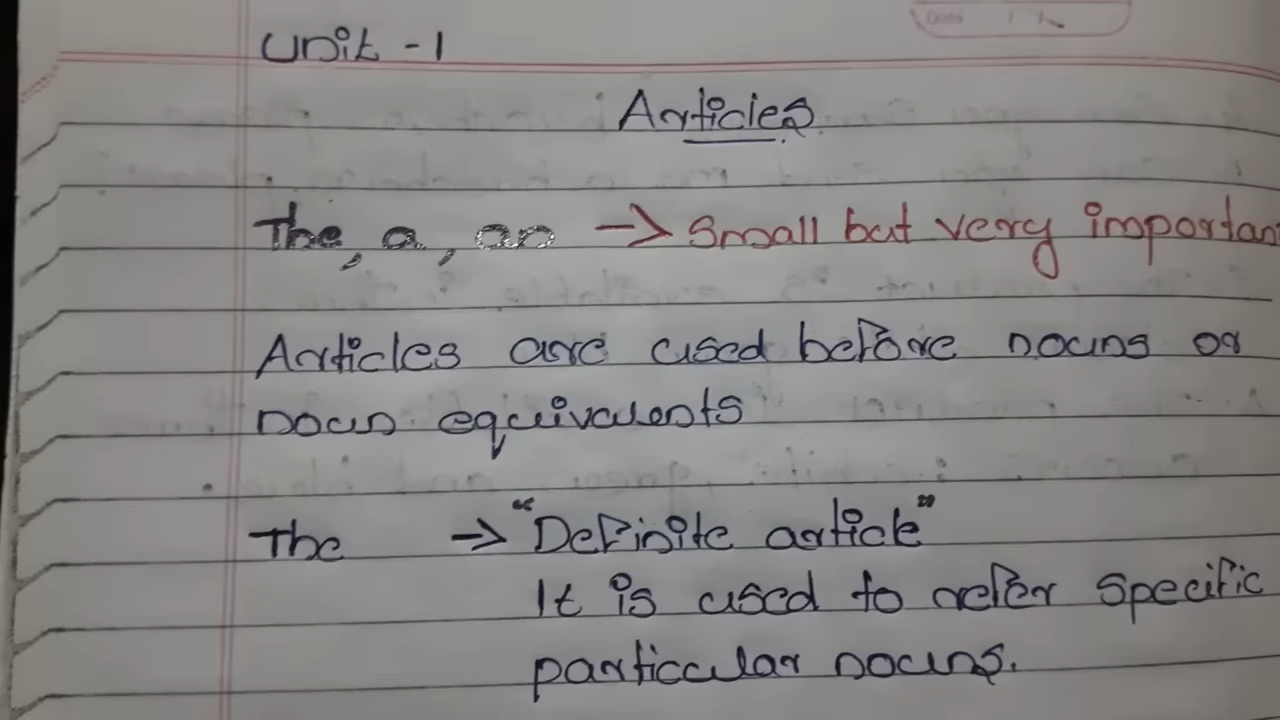 Date
Unit - 1
Articles
The, a, an → Small but very importan
Articles are used before nouns or
noun equivalents
The → "Definite article"
It is used to refer specific
particular nouns.